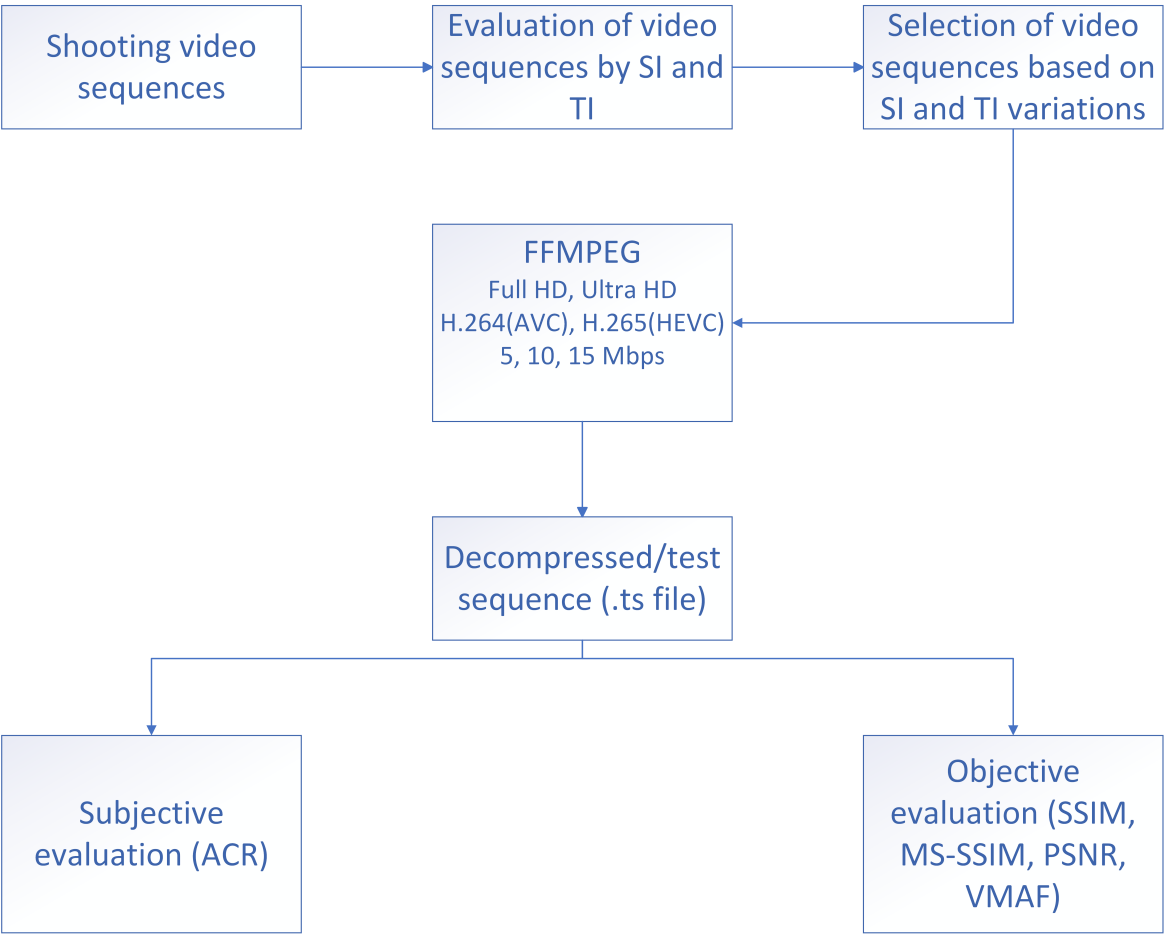 Shooting video
sequences
Evaluation of video
sequences by SI and
TI
Selection of video
sequences based on
SI and TI variations
FFMPEG
Full HD, Ultra HD
H.264(AVC), H.265(HEVC)
5, 10, 15 Mbps
Decompressed/test
sequence (.ts file)
Subjective
evaluation (ACR)
Objective
evaluation (SSIM,
MS-SSIM, PSNR,
VMAF)